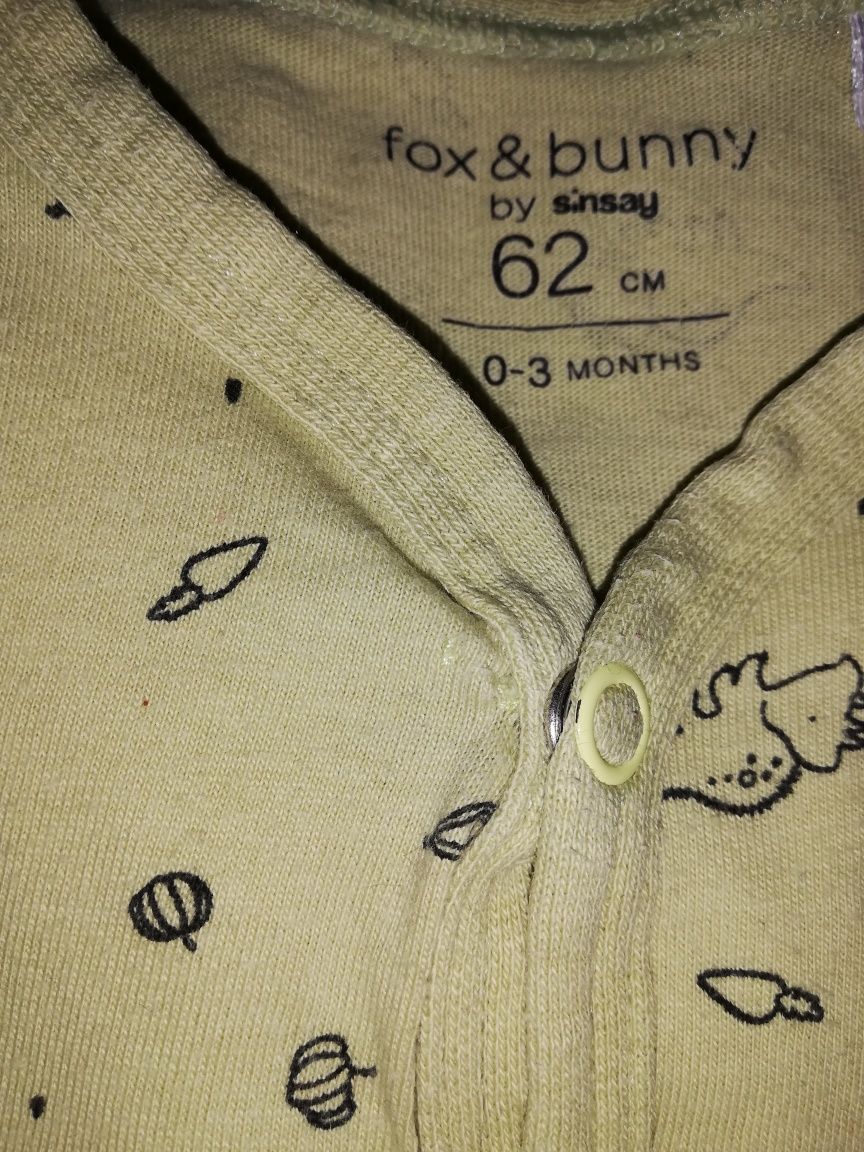 fox & bunny
by sinsay
62 CM
0-3 MONTHS